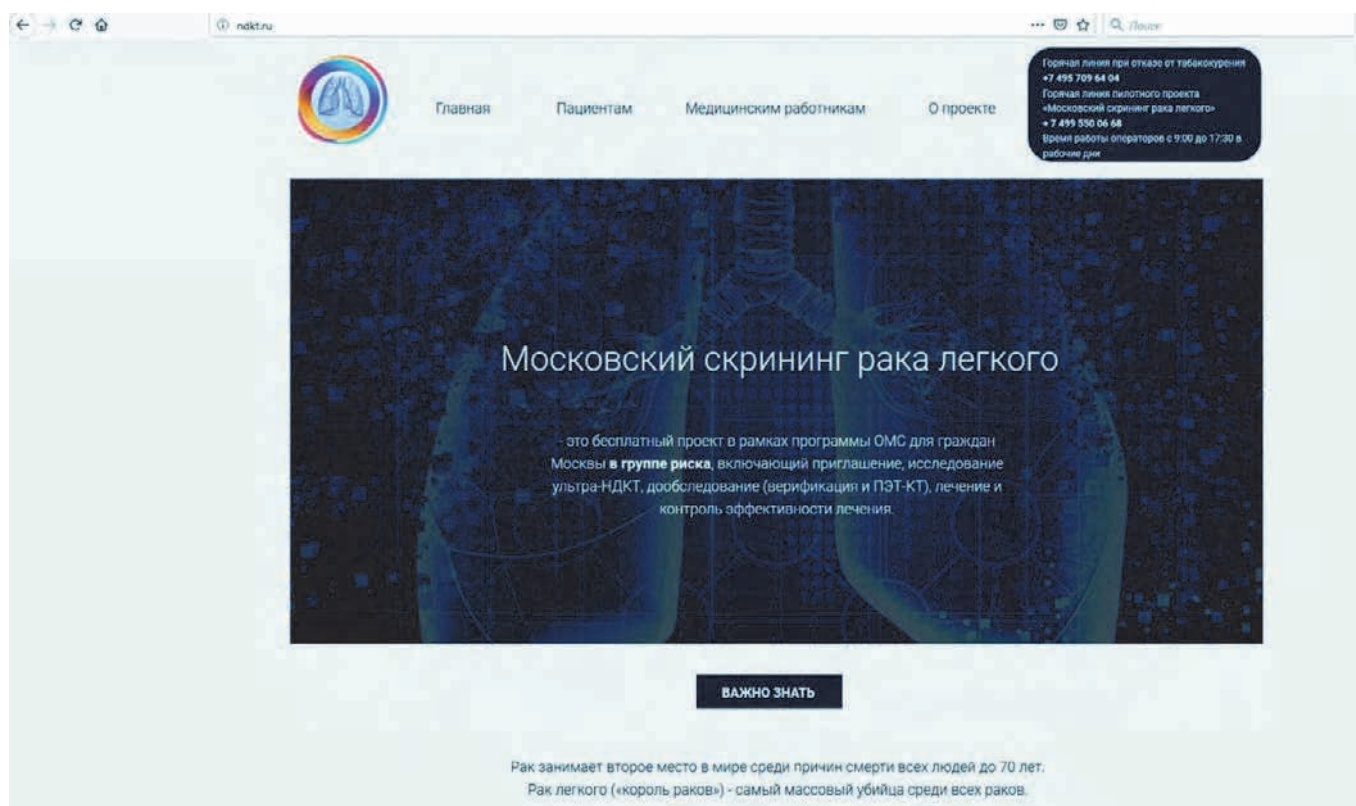 ndkt.ru
Поиск
Главная
Пациентам
Медицинским работникам
О проекте
Горячая линия при отказе от табакокурения
+7 495 709 64 04
Горячая линия пилотного проекта
«Московский скрининг рака легкого»
+ 7 499 550 06 68
Время работы операторов с 9:00 до 17:30 в
рабочие дни
Московский скрининг рака легкого
- это бесплатный проект в рамках программы ОМС для граждан
Москвы в группе риска, включающий приглашение, исследование
ультра-НДКТ, дообследование (верификация и ПЭТ-КТ), лечение и
контроль эффективности лечения.
ВАЖНО ЗНАТЬ
Рак занимает второе место в мире среди причин смерти всех людей до 70 лет.
Рак легкого («король раков») - самый массовый убийца среди всех раков.